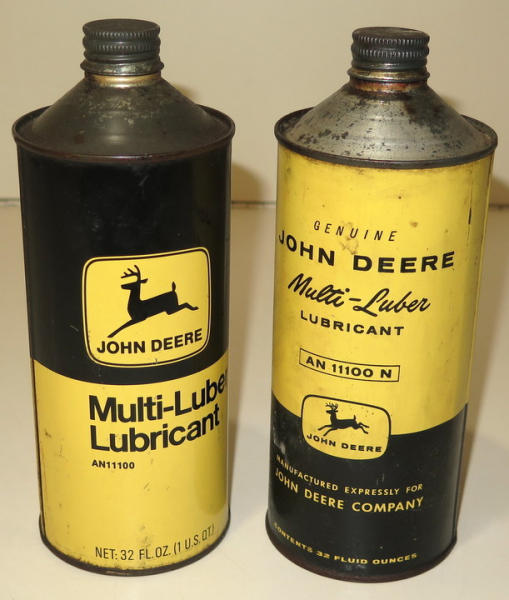 JOHN DEERE
Multi-Luber
Lubricant
AN11100
NET: 32 FL. OZ. (1 U.S. QT.)
GENUINE
JOHN DEERE
Multi-Luber
LUBRICANT
AN 11100 N
JOHN DEERE
MANUFACTURED EXPRESSLY FOR
JOHN DEERE COMPANY
CONTENTS 32 FLUID OUNCES